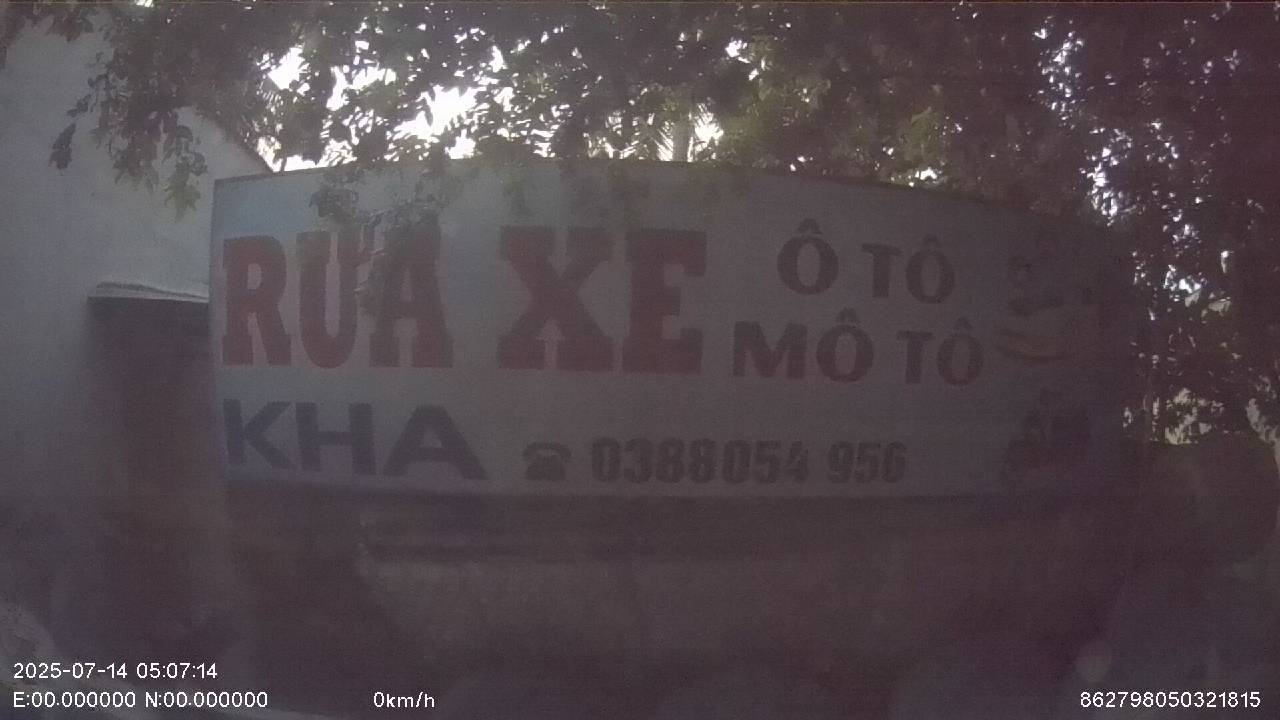 RỬA XE
Ô TÔ
MÔ TÔ
KHA
☎ 0388054 956
2025-07-14 05:07:14
E:00.000000 N:00.000000 0km/h 862798050321815